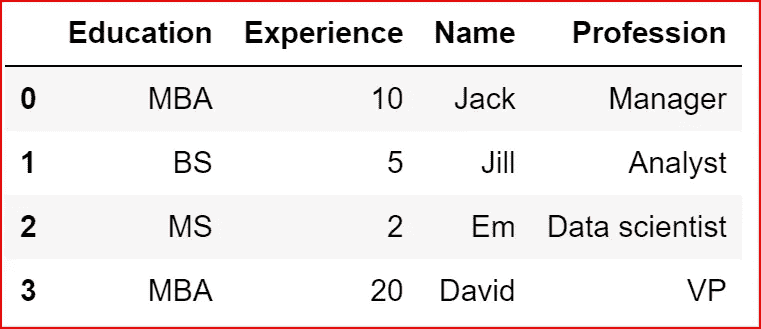 Education Experience Name Profession
0 MBA 10 Jack Manager
1 BS 5 Jill Analyst
2 MS 2 Em Data scientist
3 MBA 20 David VP